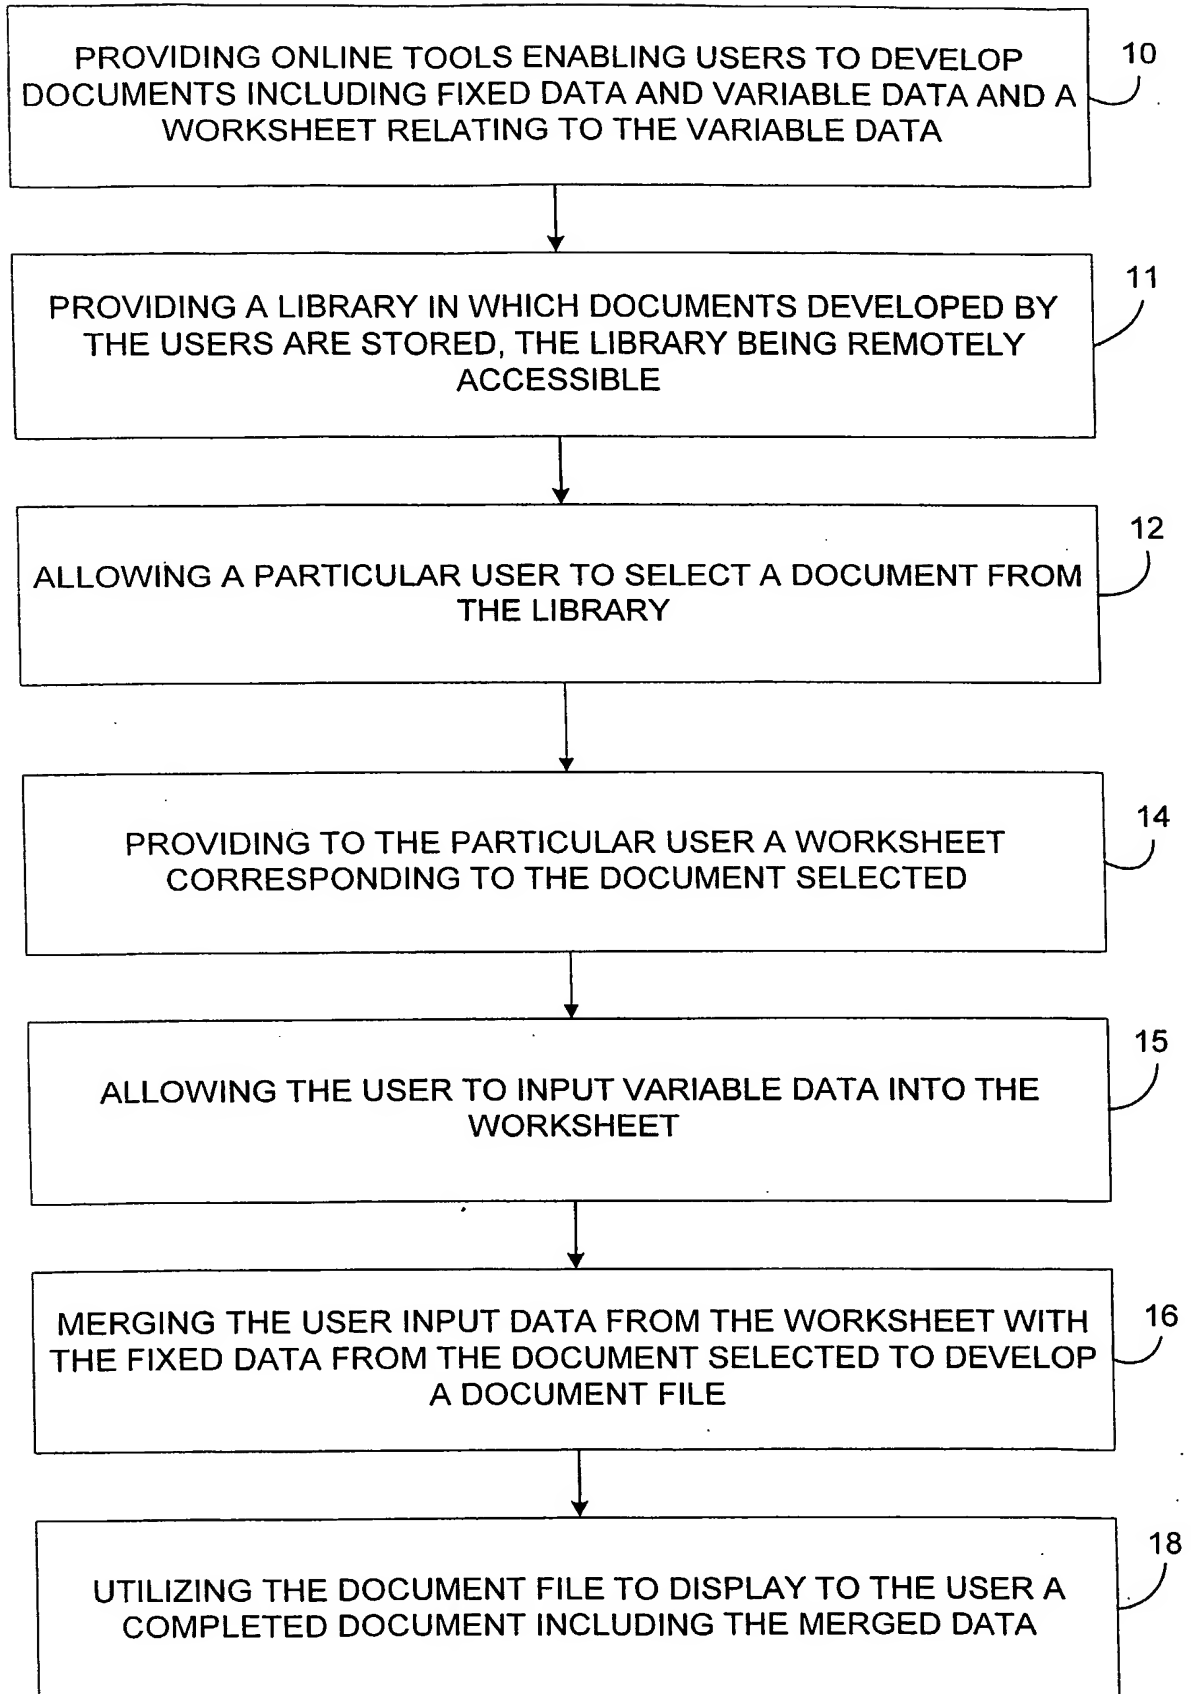 PROVIDING ONLINE TOOLS ENABLING USERS TO DEVELOP
DOCUMENTS INCLUDING FIXED DATA AND VARIABLE DATA AND A
WORKSHEET RELATING TO THE VARIABLE DATA
10
PROVIDING A LIBRARY IN WHICH DOCUMENTS DEVELOPED BY
THE USERS ARE STORED, THE LIBRARY BEING REMOTELY
ACCESSIBLE
11
ALLOWING A PARTICULAR USER TO SELECT A DOCUMENT FROM
THE LIBRARY
12
PROVIDING TO THE PARTICULAR USER A WORKSHEET
CORRESPONDING TO THE DOCUMENT SELECTED
14
ALLOWING THE USER TO INPUT VARIABLE DATA INTO THE
WORKSHEET
15
MERGING THE USER INPUT DATA FROM THE WORKSHEET WITH
THE FIXED DATA FROM THE DOCUMENT SELECTED TO DEVELOP
A DOCUMENT FILE
16
UTILIZING THE DOCUMENT FILE TO DISPLAY TO THE USER A
COMPLETED DOCUMENT INCLUDING THE MERGED DATA
18